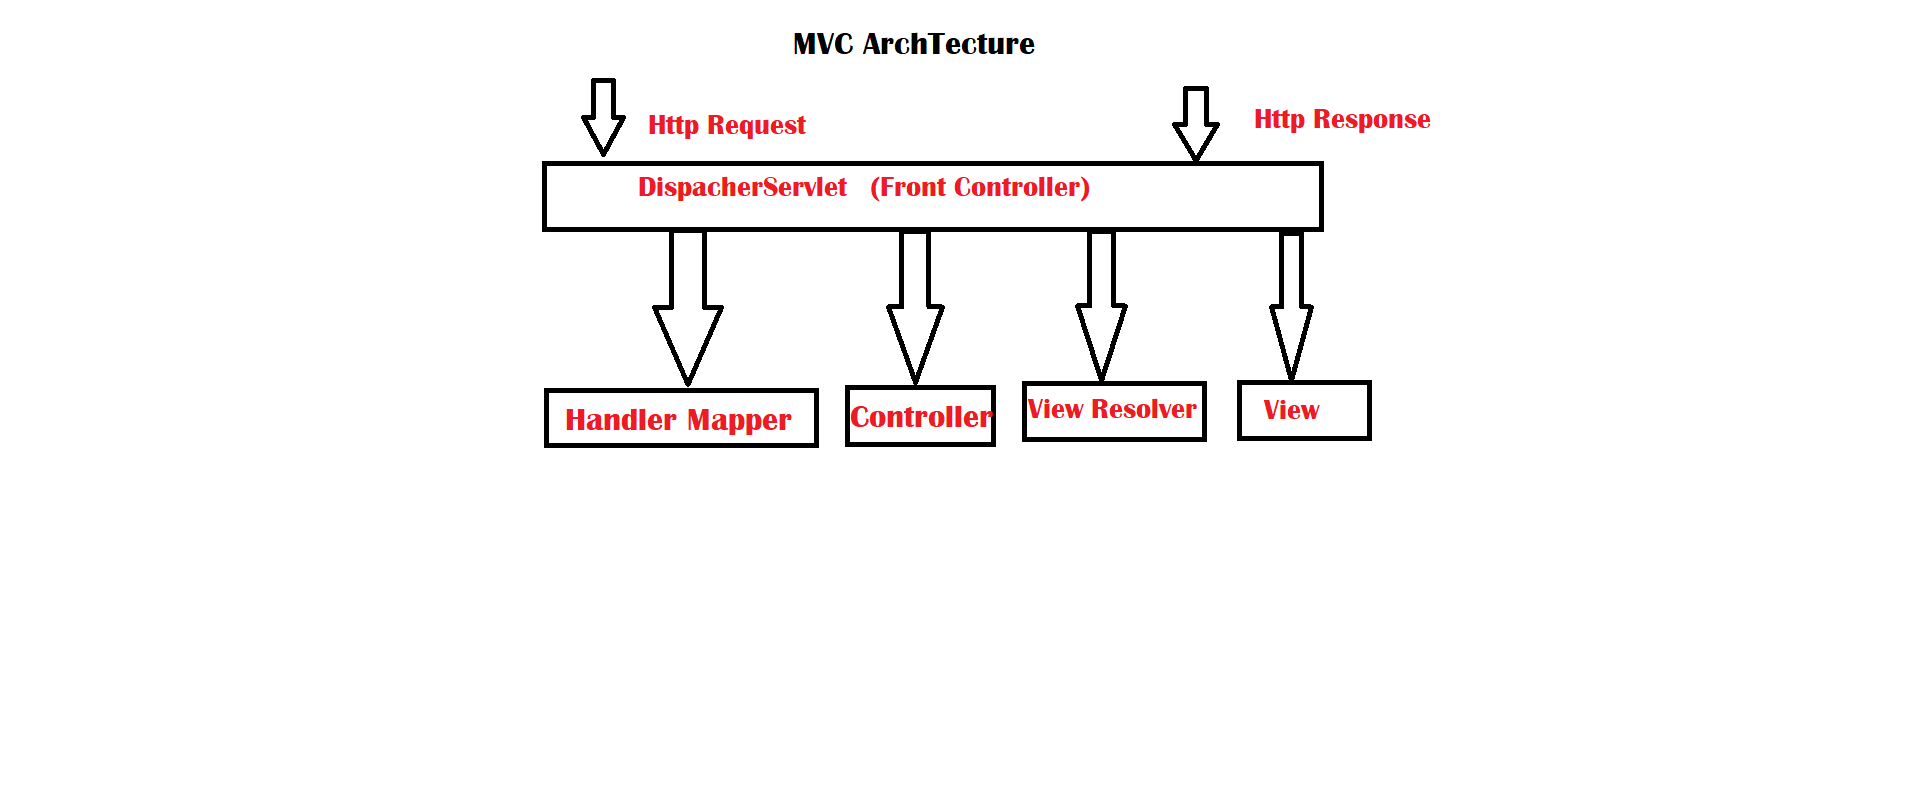 MVC ArchTecture
Http Request
Http Response
DispacherServlet (Front Controller)
Handler Mapper
Controller
View Resolver
View